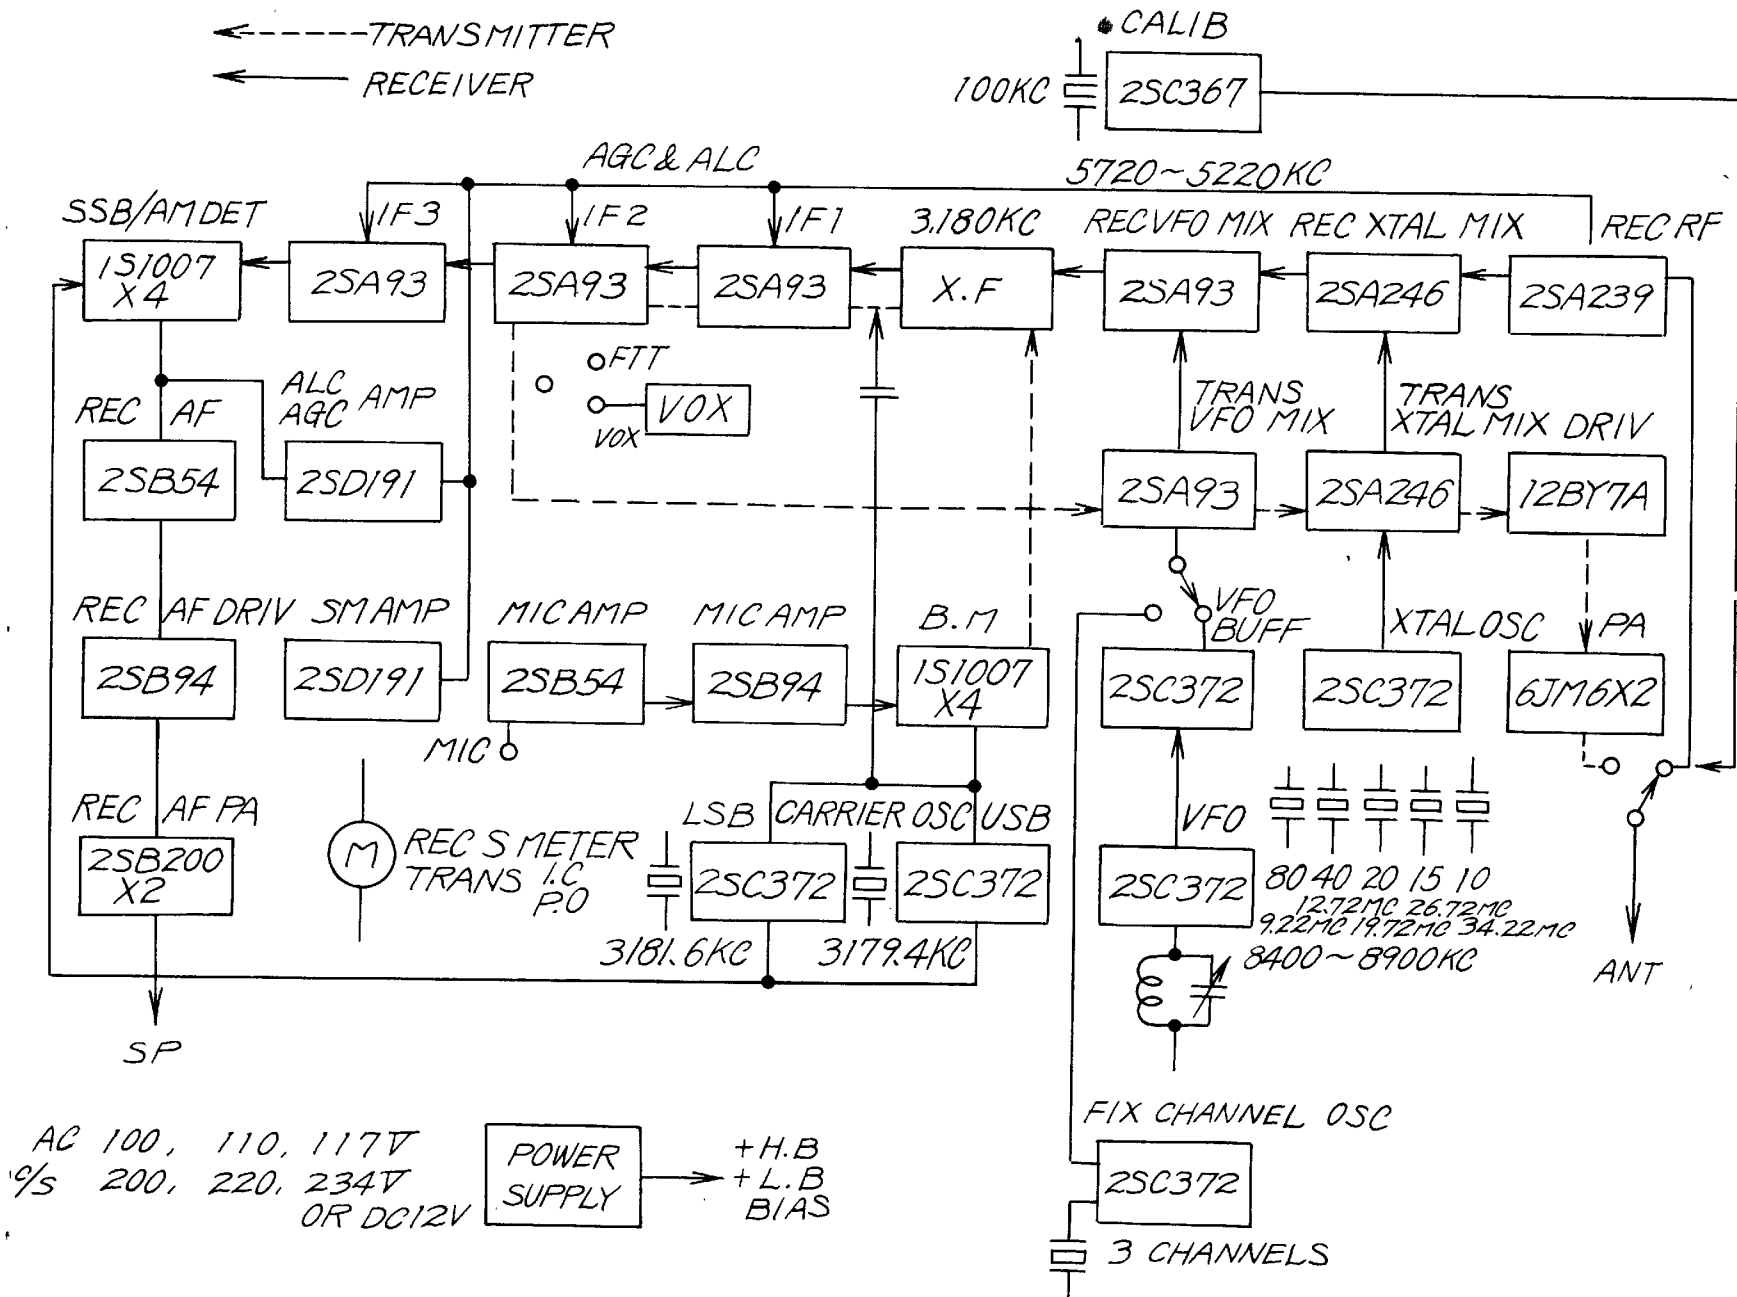 TRANSMITTER
RECEIVER
CALIB
100KC
2SC367
AGC & ALC
5720~5220KC
SSB/AM DET
IF3
IF2
IF1
3.180KC
REC VFO MIX
REC XTAL MIX
REC RF
1S1007
X4
2SA93
2SA93
2SA93
X.F
2SA93
2SA246
2SA239
FTT
VOX
VOX
REC AF
ALC
AGC AMP
TRANS
VFO MIX
TRANS
XTAL MIX
DRIV
2SB54
2SD191
2SA93
2SA246
12BY7A
REC AF DRIV
SM AMP
MIC AMP
MIC AMP
B.M
VFO
BUFF
XTAL OSC
PA
2SB94
2SD191
2SB54
2SB94
1S1007
X4
2SC372
2SC372
6JM6X2
MIC
REC AF PA
LSB
CARRIER OSC
USB
VFO
2SB200
X2
M
REC S METER
TRANS I.C
P.O
2SC372
2SC372
2SC372
80 40 20 15 10
12.72MC 26.72MC
9.22MC 19.72MC 34.22MC
3181.6KC
3179.4KC
8400~8900KC
ANT
SP
FIX CHANNEL OSC
AC 100, 110, 117V
C/S 200, 220, 234V
OR DC12V
POWER
SUPPLY
+H.B
+L.B
BIAS
2SC372
3 CHANNELS